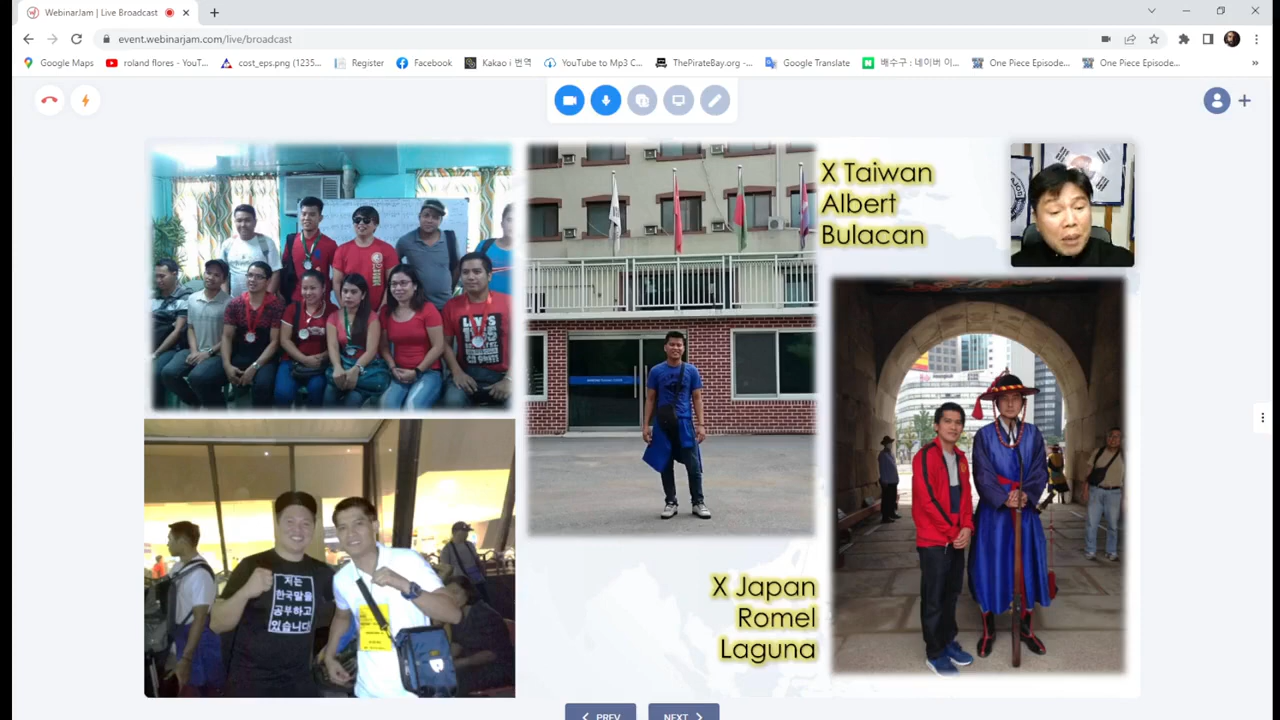 WebinarJam | Live Broadcast
event.webinarjam.com/live/broadcast
Google Maps
roland flores - YouT...
cost_eps.png (1235...
Register
Facebook
Kakao i 번역
YouTube to Mp3 C...
ThePirateBay.org -...
Google Translate
배수구 : 네이버 이...
One Piece Episode...
One Piece Episode...
X Taiwan
Albert
Bulacan
저는
한국말을
공부하고
있습니다
X Japan
Romel
Laguna
PREV
NEXT